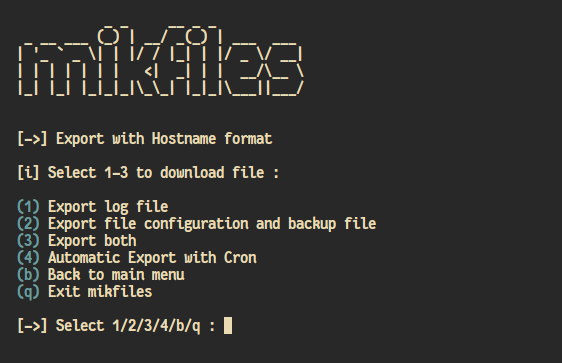 mikfiles
[->] Export with Hostname format
[i] Select 1-3 to download file :
(1) Export log file
(2) Export file configuration and backup file
(3) Export both
(4) Automatic Export with Cron
(b) Back to main menu
(q) Exit mikfiles
[->] Select 1/2/3/4/b/q :